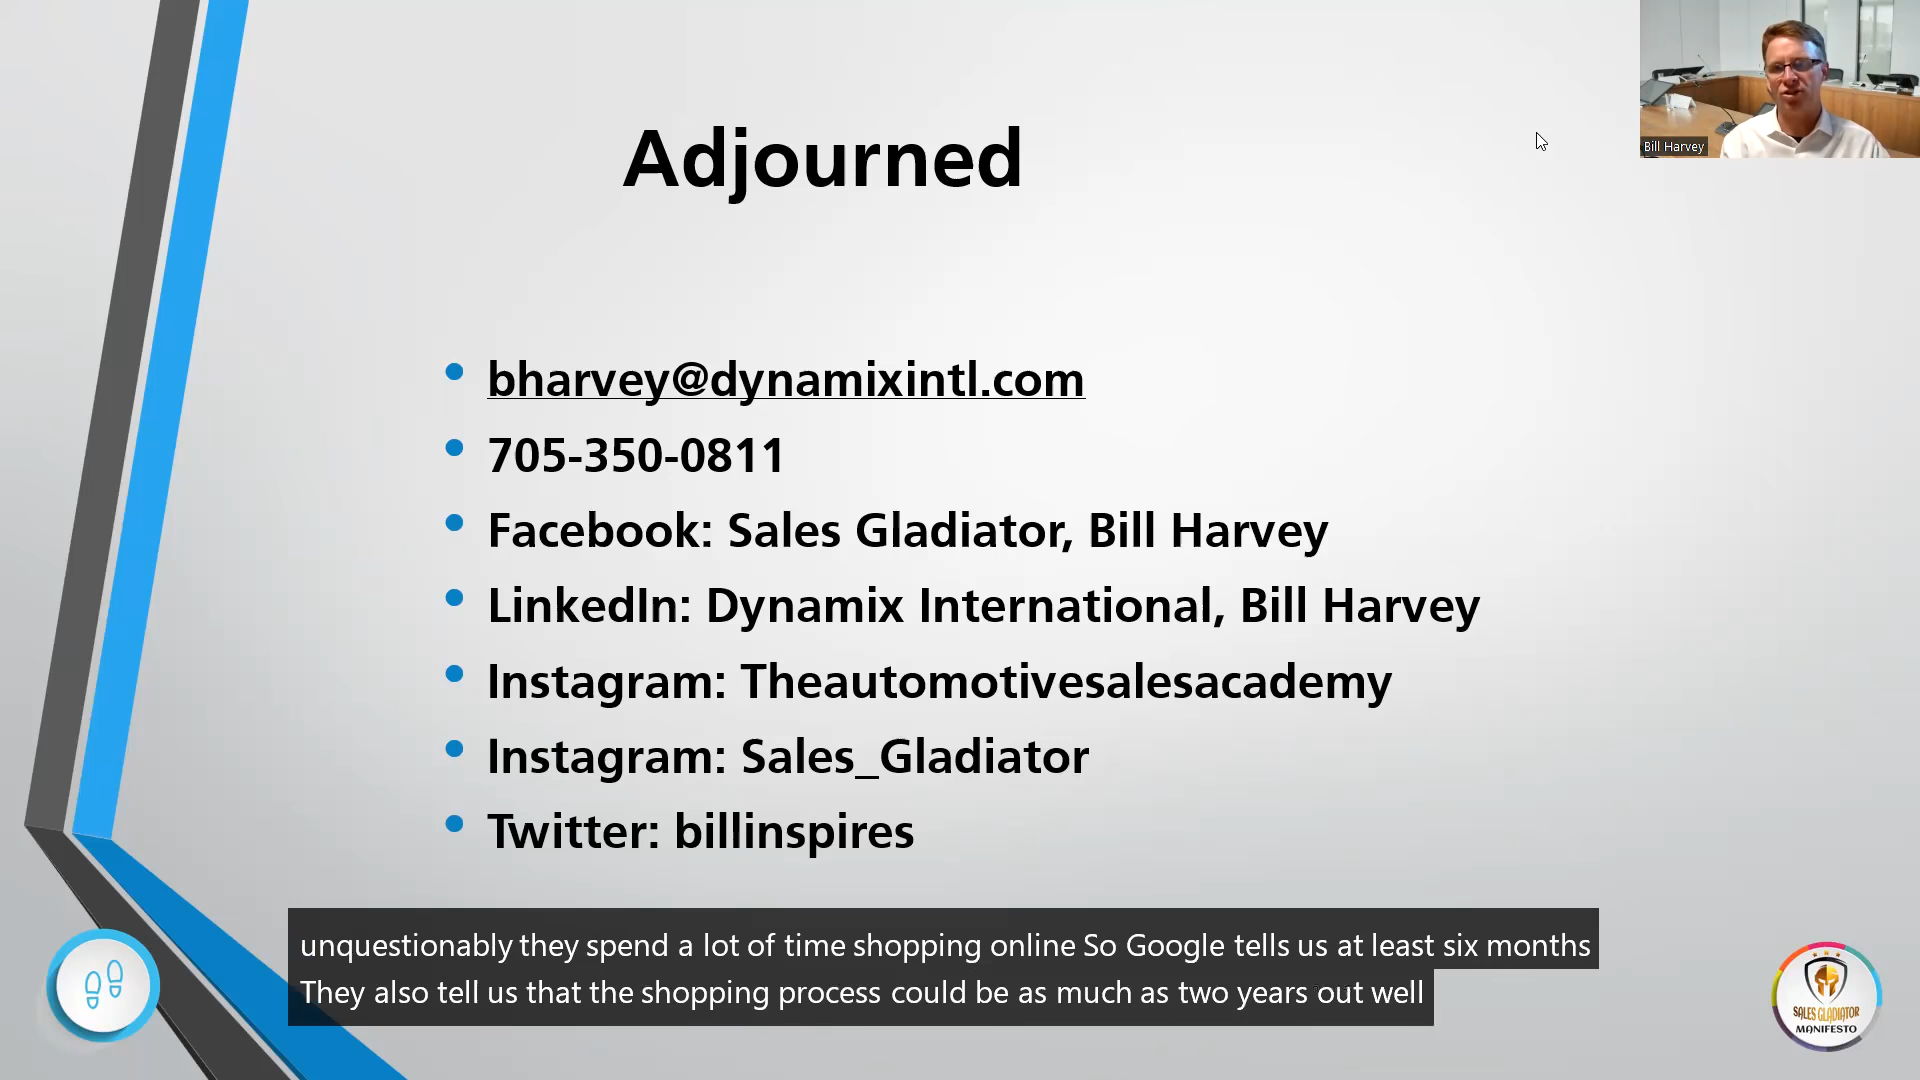 Bill Harvey
Adjourned
bharvey@dynamixintl.com
705-350-0811
Facebook: Sales Gladiator, Bill Harvey
LinkedIn: Dynamix International, Bill Harvey
Instagram: Theautomotivesalesacademy
Instagram: Sales_Gladiator
Twitter: billinspires
unquestionably they spend a lot of time shopping online So Google tells us at least six months
They also tell us that the shopping process could be as much as two years out well
SALES GLADIATOR
MANIFESTO